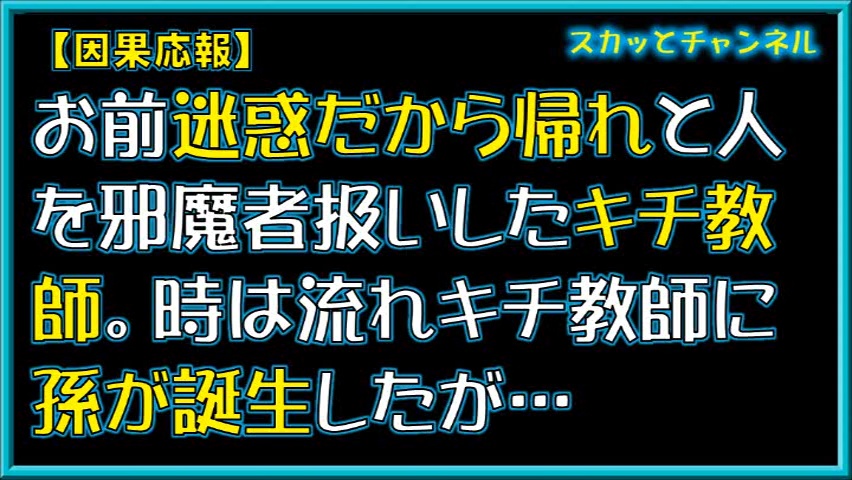 【因果応報】
スカッとチャンネル
お前迷惑だから帰れと人
を邪魔者扱いしたキチ教
師。時は流れキチ教師に
孫が誕生したが…